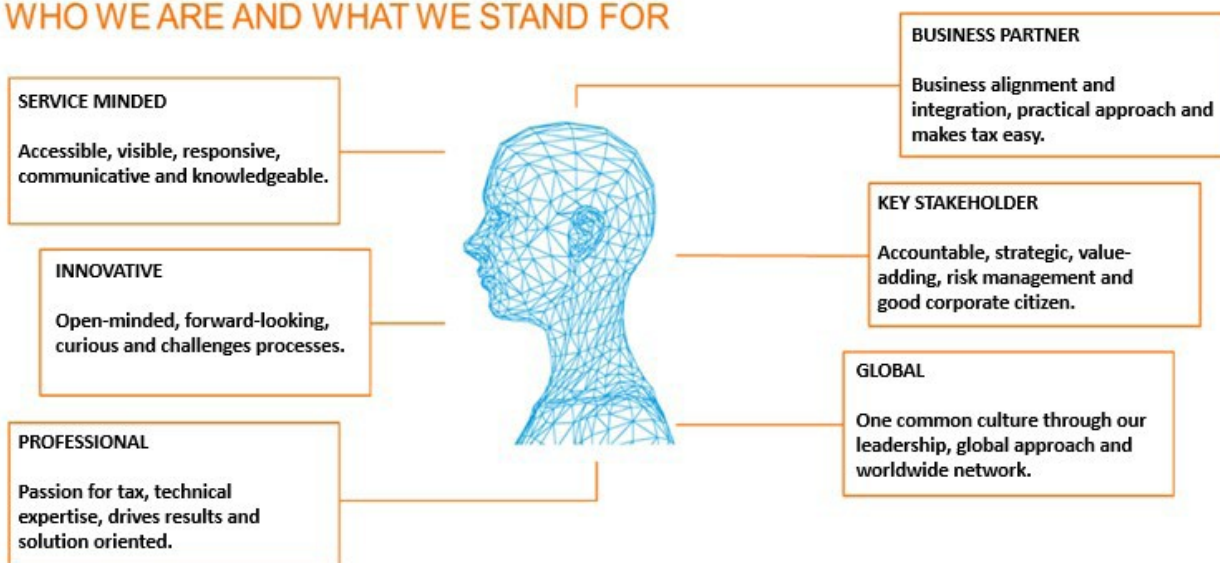 WHO WE ARE AND WHAT WE STAND FOR
SERVICE MINDED
Accessible, visible, responsive,
communicative and knowledgeable.
INNOVATIVE
Open-minded, forward-looking,
curious and challenges processes.
PROFESSIONAL
Passion for tax, technical
expertise, drives results and
solution oriented.
BUSINESS PARTNER
Business alignment and
integration, practical approach and
makes tax easy.
KEY STAKEHOLDER
Accountable, strategic, value-
adding, risk management and
good corporate citizen.
GLOBAL
One common culture through our
leadership, global approach and
worldwide network.